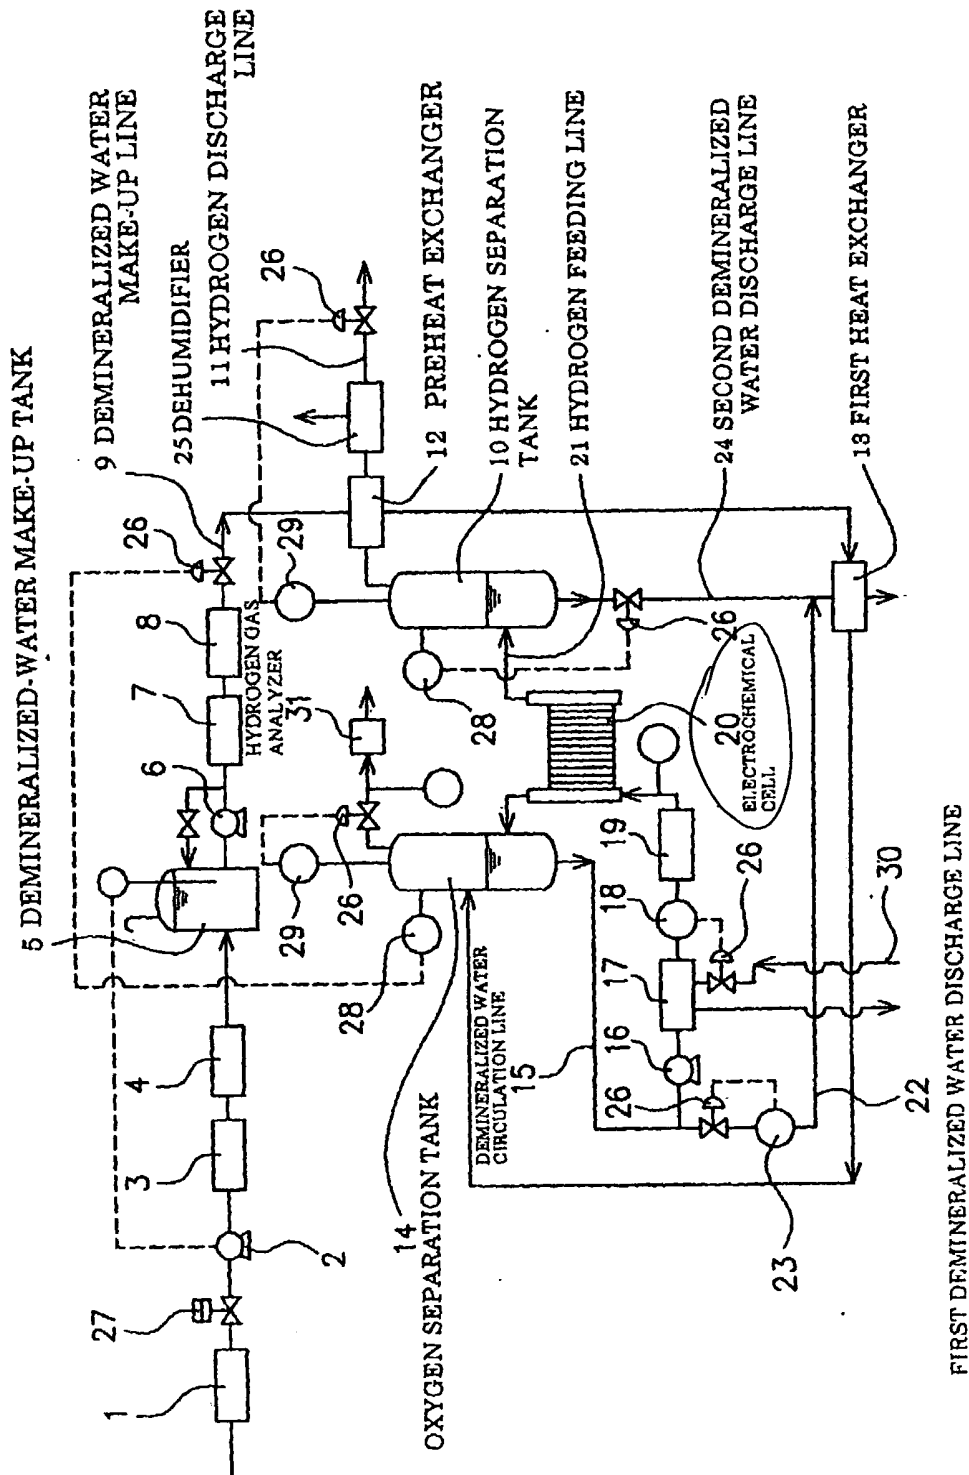 5 DEMINERALIZED-WATER MAKE-UP TANK
9 DEMINERALIZED WATER
MAKE-UP LINE
25 DEHUMIDIFIER
11 HYDROGEN DISCHARGE
LINE
26
26
12 PREHEAT EXCHANGER
10 HYDROGEN SEPARATION
TANK
21 HYDROGEN FEEDING LINE
24 SECOND DEMINERALIZED
WATER DISCHARGE LINE
13 FIRST HEAT EXCHANGER
1
27
2
3
4
6
7
8
HYDROGEN GAS
ANALYZER
29
31
28
26
20
ELECTROCHEMICAL
CELL
29
26
28
14
OXYGEN SEPARATION TANK
DEMINERALIZED WATER
CIRCULATION LINE
15
16
17
18
19
26
26
30
22
23
FIRST DEMINERALIZED WATER DISCHARGE LINE